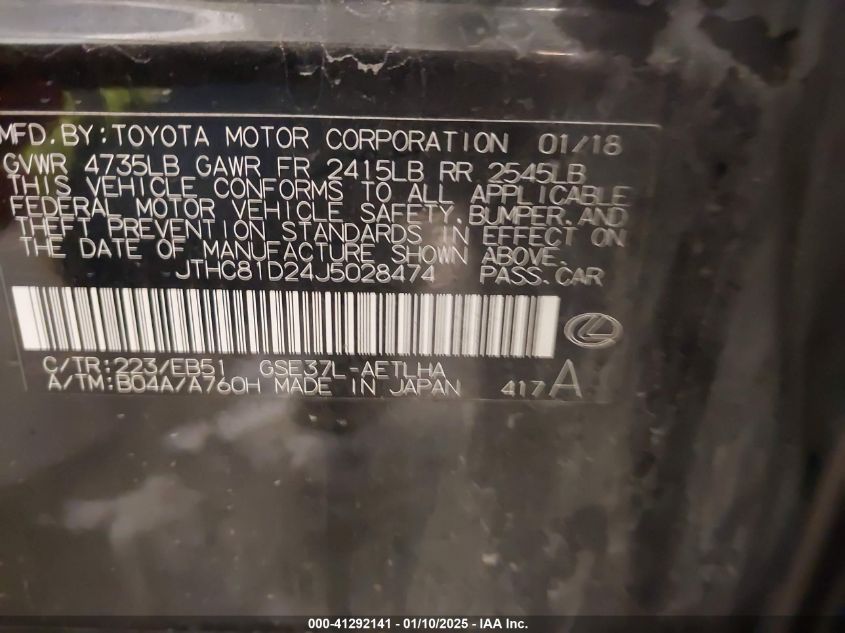 MFD. BY: TOYOTA MOTOR CORPORATION 01/18
GVWR 4735LB GAWR FR 2415LB RR 2545LB
THIS VEHICLE CONFORMS TO ALL APPLICABLE
FEDERAL MOTOR VEHICLE SAFETY, BUMPER, AND
THEFT PREVENTION STANDARDS IN EFFECT ON
THE DATE OF MANUFACTURE SHOWN ABOVE.
JTHC81D24J5028474 PASS. CAR
C/TR: 223/EB51 GSE37L-AETLHA
A/TM: B04A/A760H MADE IN JAPAN 417 A
000-41292141 - 01/10/2025 - IAA Inc.